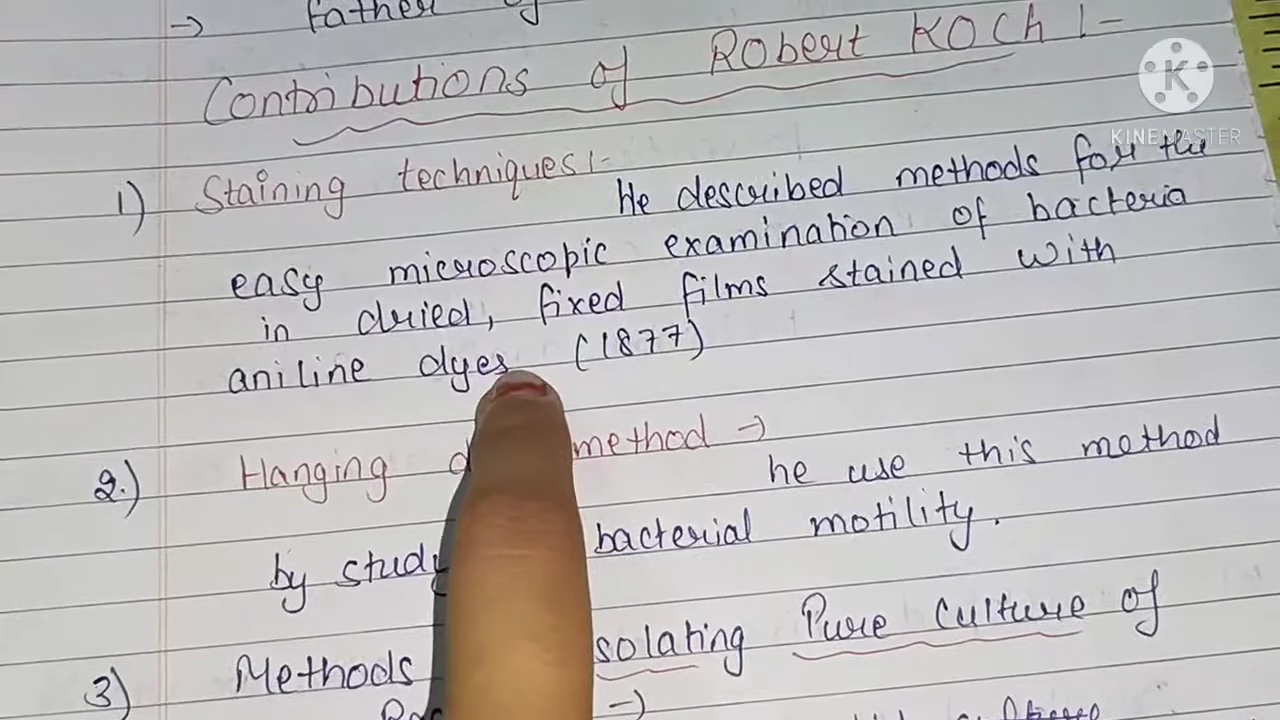 → Father of
Contributions of Robert KOCH :-
KINEMASTER
1) Staining techniques :-
He described methods for the
easy microscopic examination of bacteria
in dried, fixed films stained with
aniline dyes (1877)
2.) Hanging method →
he use this method
by study bacterial motility.
3) Methods solating Pure culture of
→